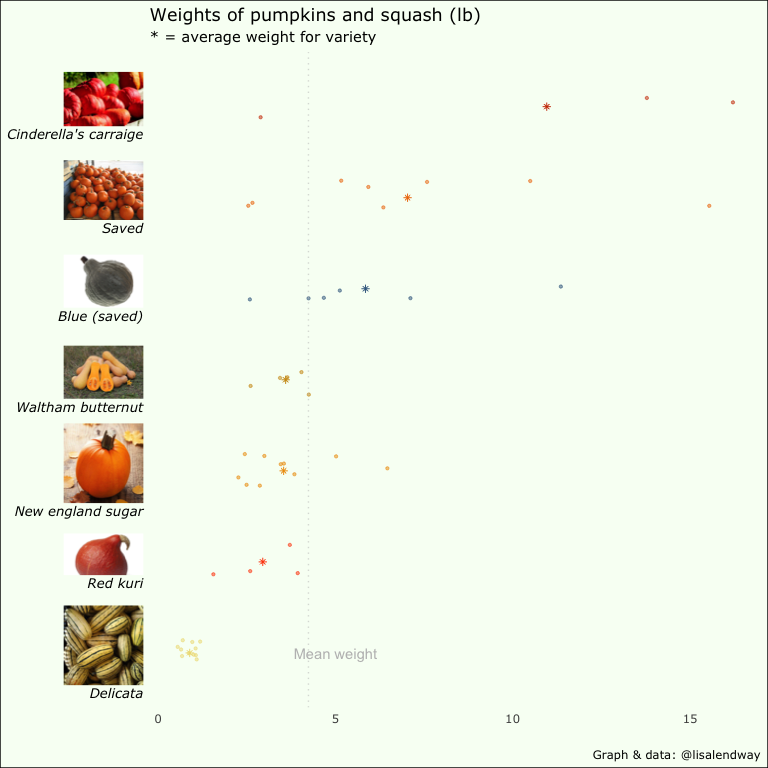 Weights of pumpkins and squash (lb)
* = average weight for variety
Cinderella's carraige
Saved
Blue (saved)
Waltham butternut
New england sugar
Red kuri
Delicata
Mean weight
0 5 10 15
Graph & data: @lisalendway